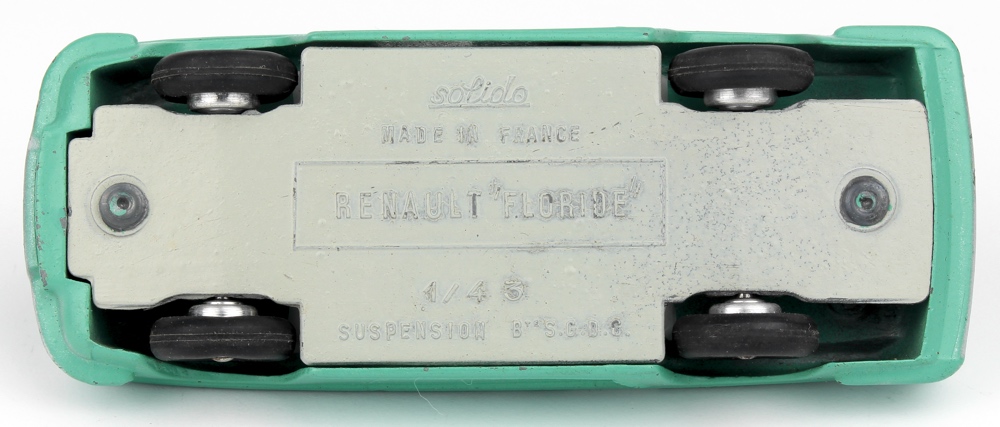 solido
MADE IN FRANCE
RENAULT "FLORIDE"
1/43
SUSPENSION Bᵗᵉ S.G.D.G.